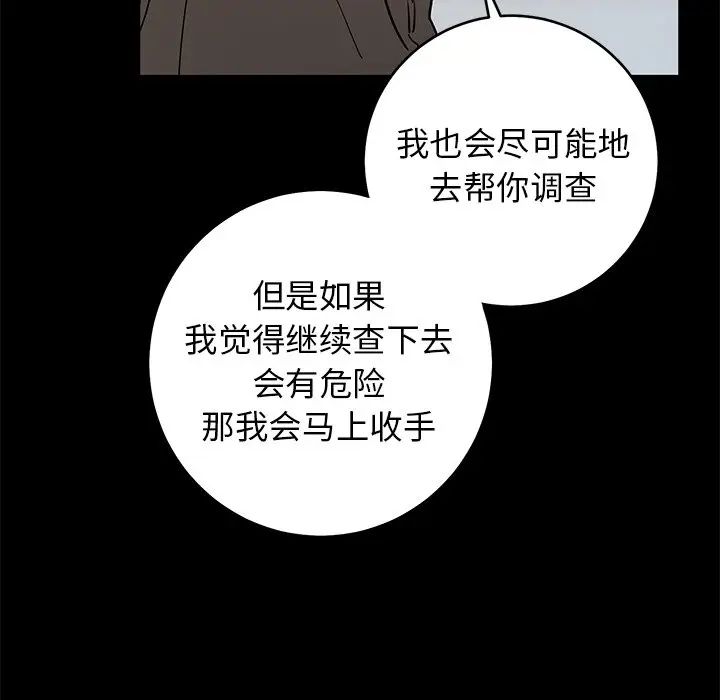 我也会尽可能地
去帮你调查
但是如果
我觉得继续查下去
会有危险
那我会马上收手